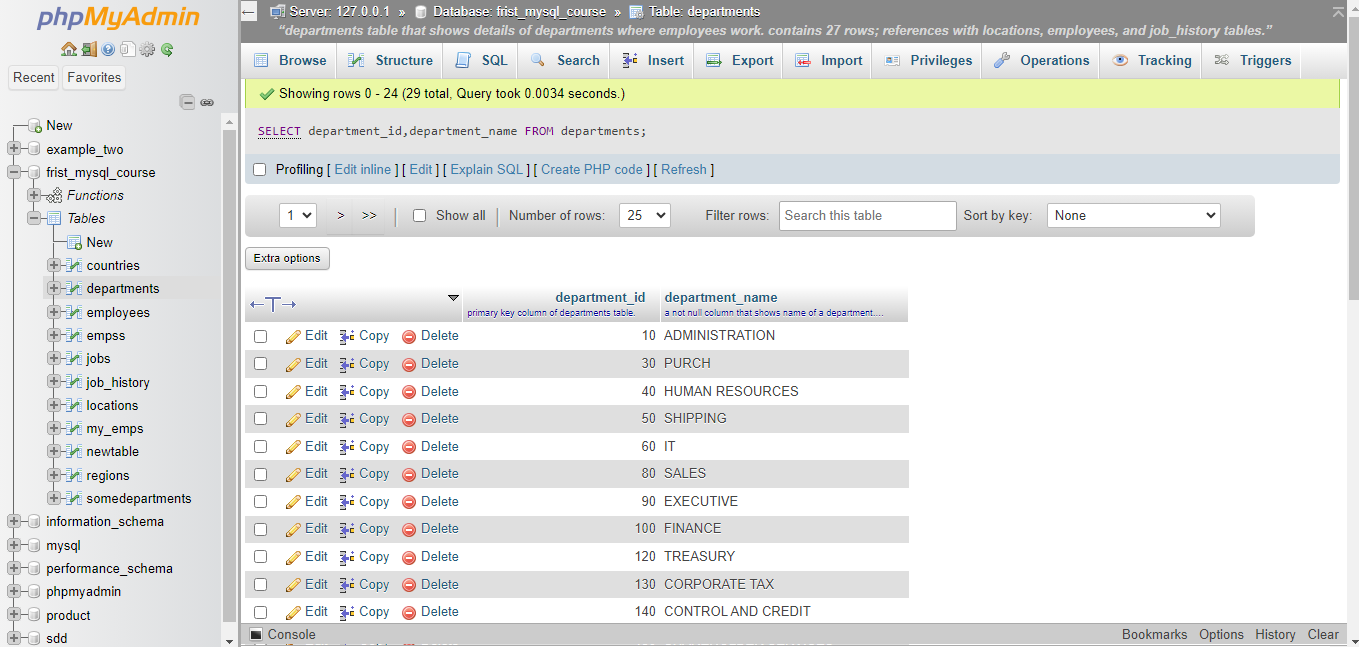 phpMyAdmin
Recent Favorites
New
example_two
frist_mysql_course
Functions
Tables
New
countries
departments
employees
empss
jobs
job_history
locations
my_emps
newtable
regions
somedepartments
information_schema
mysql
performance_schema
phpmyadmin
product
sdd
Server: 127.0.0.1 » Database: frist_mysql_course » Table: departments
“departments table that shows details of departments where employees work. contains 27 rows; references with locations, employees, and job_history tables.”
Browse Structure SQL Search Insert Export Import Privileges Operations Tracking Triggers
Showing rows 0 - 24 (29 total, Query took 0.0034 seconds.)
SELECT department_id,department_name FROM departments;
Profiling [ Edit inline ] [ Edit ] [ Explain SQL ] [ Create PHP code ] [ Refresh ]
1 > >> Show all Number of rows: 25 Filter rows: Search this table Sort by key: None
Extra options
←T→ department_id department_name
primary key column of departments table. a not null column that shows name of a department....
Edit Copy Delete 10 ADMINISTRATION
Edit Copy Delete 30 PURCH
Edit Copy Delete 40 HUMAN RESOURCES
Edit Copy Delete 50 SHIPPING
Edit Copy Delete 60 IT
Edit Copy Delete 80 SALES
Edit Copy Delete 90 EXECUTIVE
Edit Copy Delete 100 FINANCE
Edit Copy Delete 120 TREASURY
Edit Copy Delete 130 CORPORATE TAX
Edit Copy Delete 140 CONTROL AND CREDIT
Console Bookmarks Options History Clear